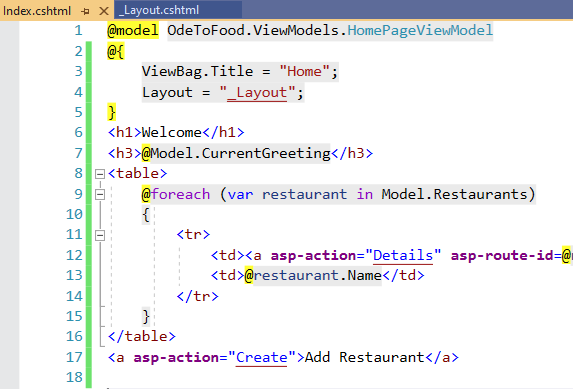 Index.cshtml _Layout.cshtml
1 @model OdeToFood.ViewModels.HomePageViewModel
2 @{
3 ViewBag.Title = "Home";
4 Layout = "_Layout";
5 }
6 <h1>Welcome</h1>
7 <h3>@Model.CurrentGreeting</h3>
8 <table>
9 @foreach (var restaurant in Model.Restaurants)
10 {
11 <tr>
12 <td><a asp-action="Details" asp-route-id=@
13 <td>@restaurant.Name</td>
14 </tr>
15 }
16 </table>
17 <a asp-action="Create">Add Restaurant</a>
18